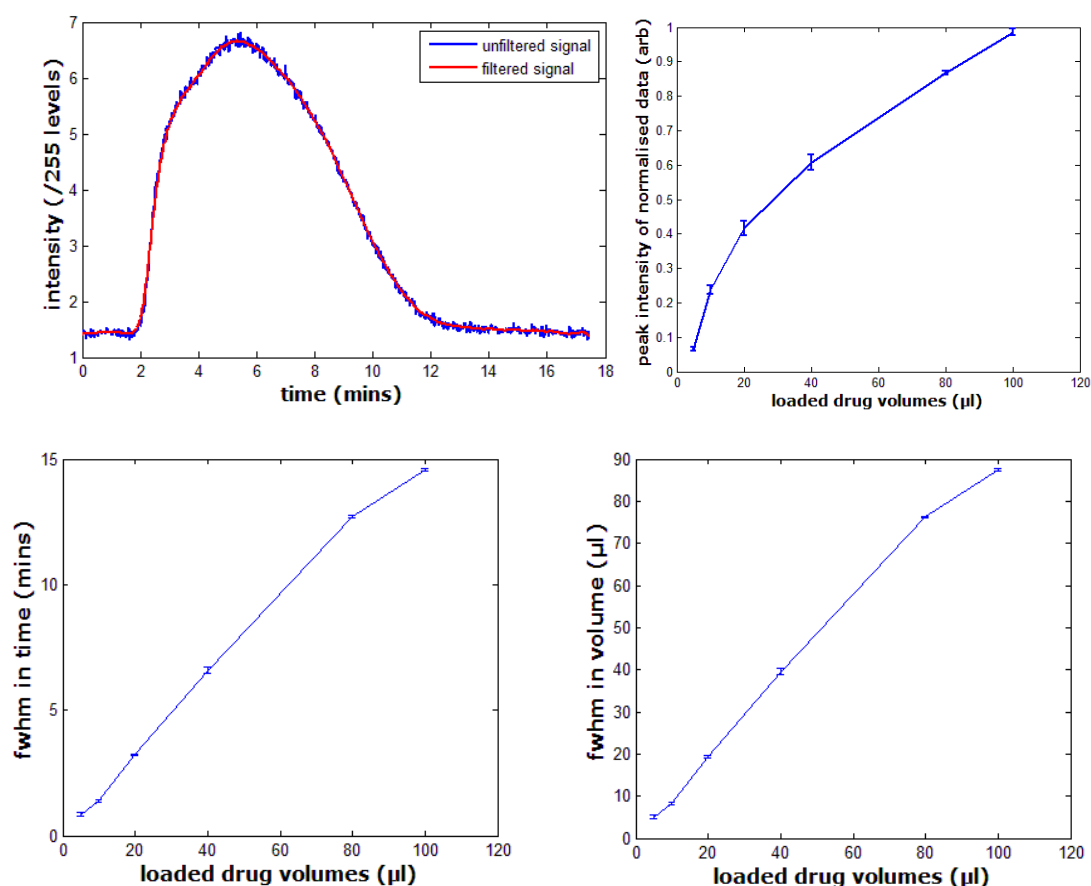 7
6
5
4
3
2
1
intensity (/255 levels)
unfiltered signal
filtered signal
0 2 4 6 8 10 12 14 16 18
time (mins)
1
0.9
0.8
0.7
0.6
0.5
0.4
0.3
0.2
0.1
0
peak intensity of normalised data (arb)
0 20 40 60 80 100 120
loaded drug volumes (µl)
15
10
5
0
fwhm in time (mins)
0 20 40 60 80 100 120
loaded drug volumes (µl)
90
80
70
60
50
40
30
20
10
0
fwhm in volume (µl)
0 20 40 60 80 100 120
loaded drug volumes (µl)